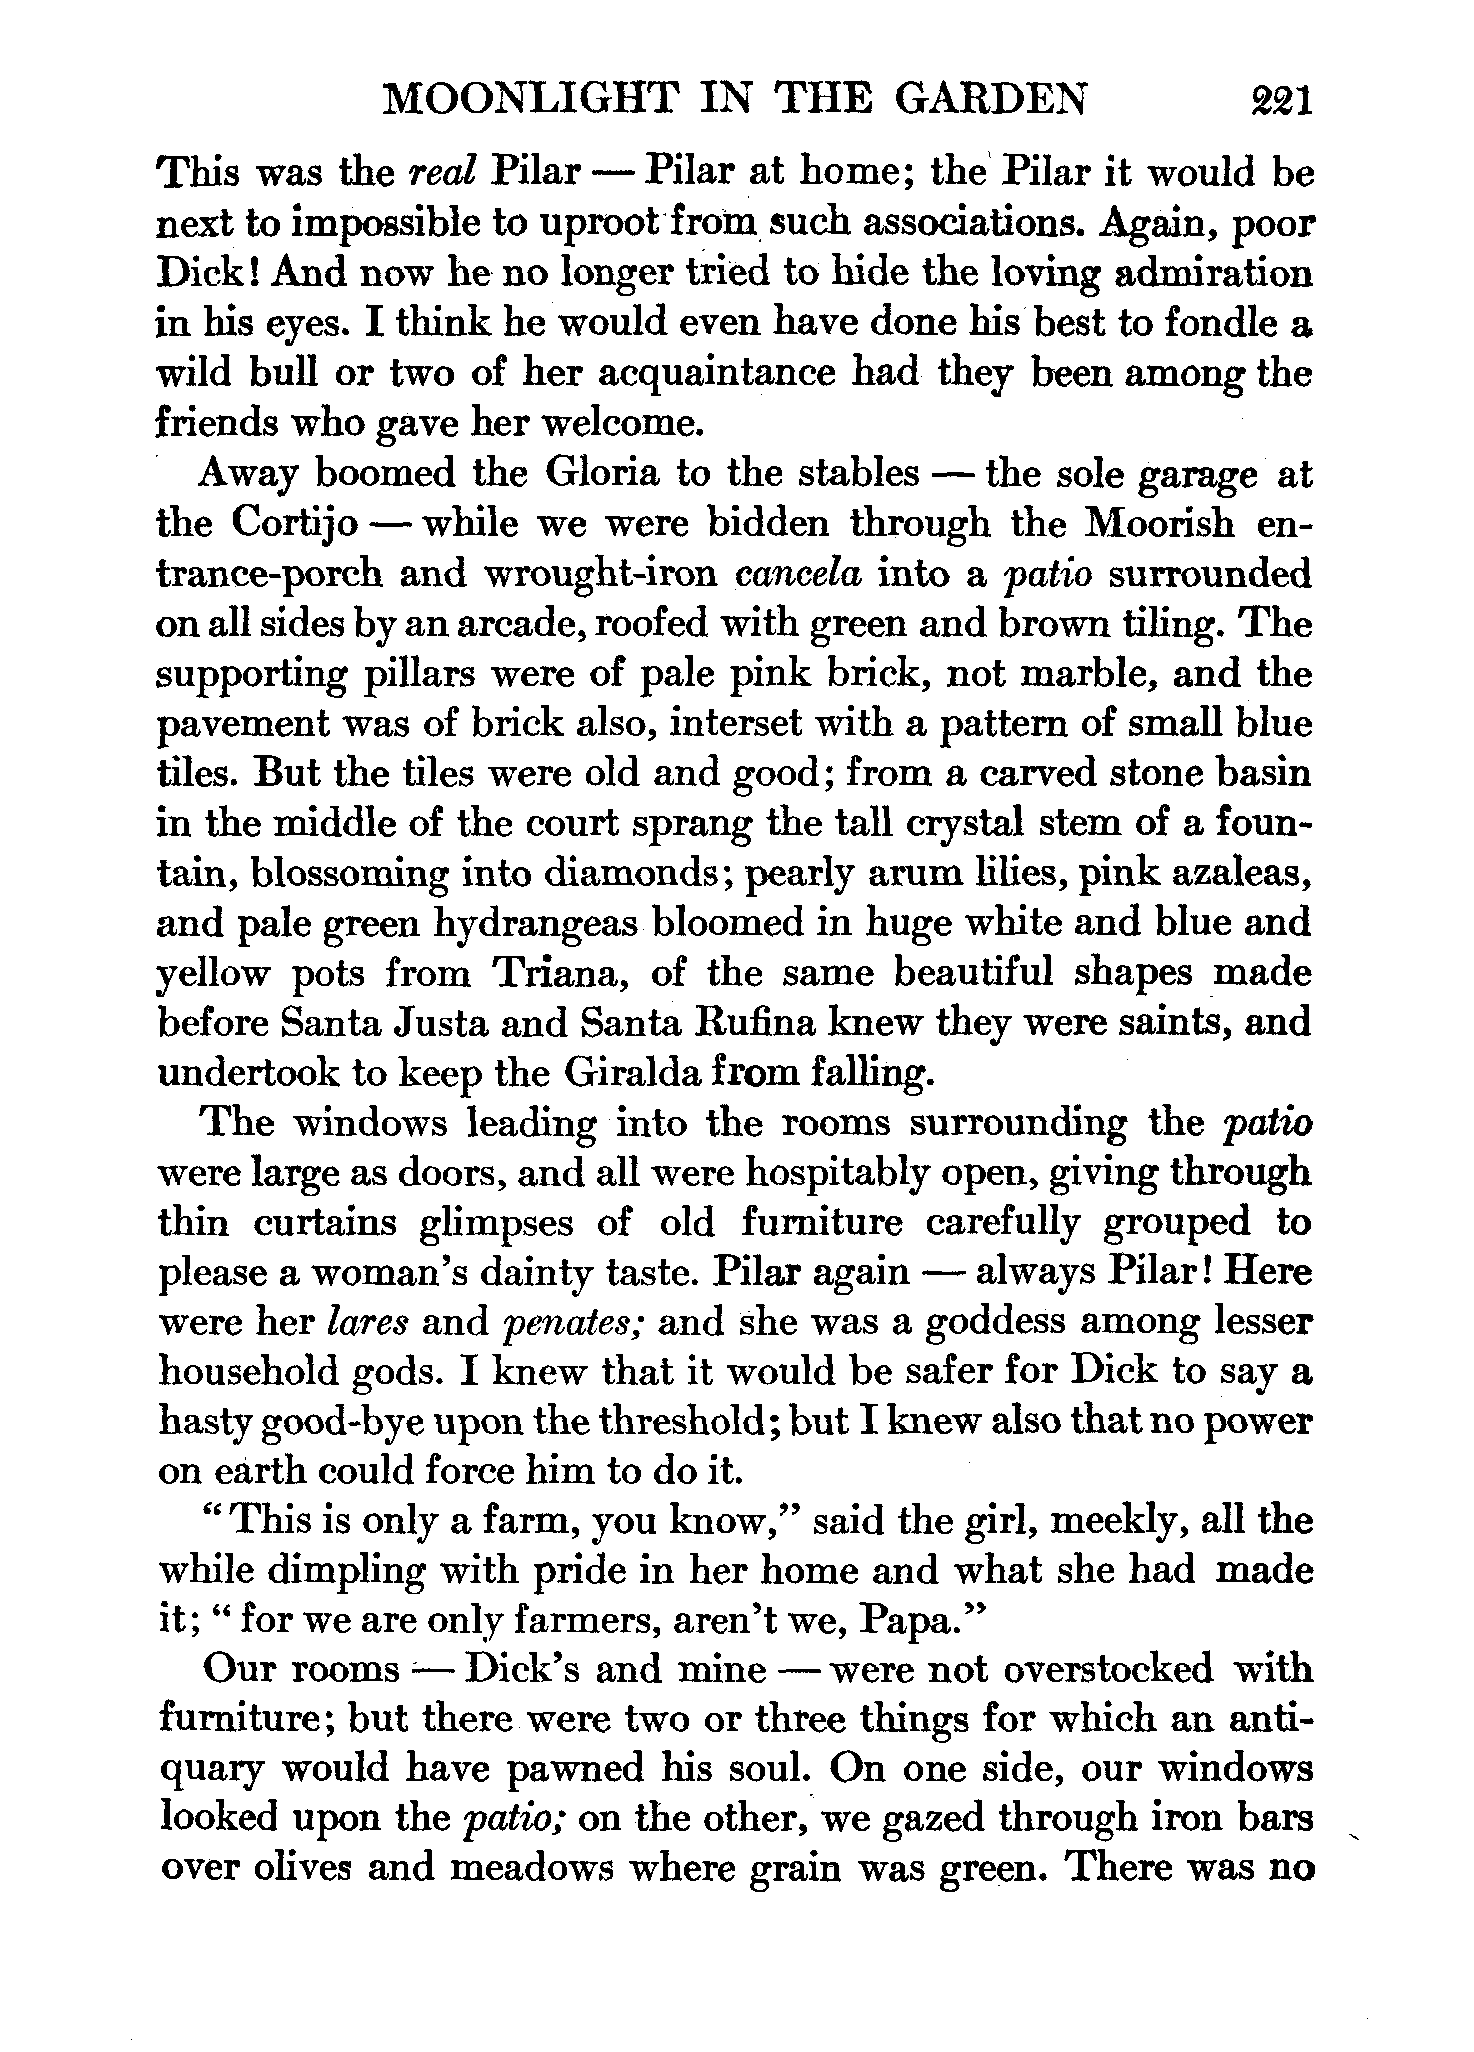 MOONLIGHT IN THE GARDEN 221
This was the real Pilar — Pilar at home; the Pilar it would be
next to impossible to uproot from such associations. Again, poor
Dick! And now he no longer tried to hide the loving admiration
in his eyes. I think he would even have done his best to fondle a
wild bull or two of her acquaintance had they been among the
friends who gave her welcome.
Away boomed the Gloria to the stables — the sole garage at
the Cortijo — while we were bidden through the Moorish en-
trance-porch and wrought-iron cancela into a patio surrounded
on all sides by an arcade, roofed with green and brown tiling. The
supporting pillars were of pale pink brick, not marble, and the
pavement was of brick also, interset with a pattern of small blue
tiles. But the tiles were old and good; from a carved stone basin
in the middle of the court sprang the tall crystal stem of a foun-
tain, blossoming into diamonds; pearly arum lilies, pink azaleas,
and pale green hydrangeas bloomed in huge white and blue and
yellow pots from Triana, of the same beautiful shapes made
before Santa Justa and Santa Rufina knew they were saints, and
undertook to keep the Giralda from falling.
The windows leading into the rooms surrounding the patio
were large as doors, and all were hospitably open, giving through
thin curtains glimpses of old furniture carefully grouped to
please a woman's dainty taste. Pilar again — always Pilar! Here
were her lares and penates; and she was a goddess among lesser
household gods. I knew that it would be safer for Dick to say a
hasty good-bye upon the threshold; but I knew also that no power
on earth could force him to do it.
"This is only a farm, you know," said the girl, meekly, all the
while dimpling with pride in her home and what she had made
it; "for we are only farmers, aren't we, Papa."
Our rooms — Dick's and mine — were not overstocked with
furniture; but there were two or three things for which an anti-
quary would have pawned his soul. On one side, our windows
looked upon the patio; on the other, we gazed through iron bars
over olives and meadows where grain was green. There was no